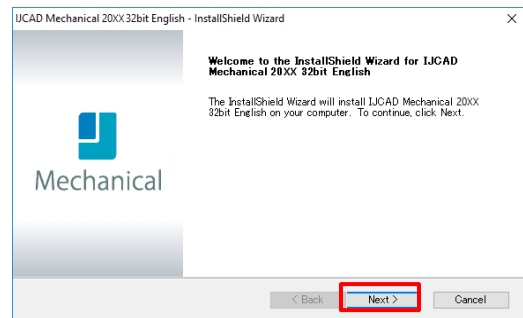 IJCAD Mechanical 20XX 32bit English - InstallShield Wizard
Welcome to the InstallShield Wizard for IJCAD
Mechanical 20XX 32bit English
The InstallShield Wizard will install IJCAD Mechanical 20XX
32bit English on your computer. To continue, click Next.
Mechanical
< Back
Next >
Cancel